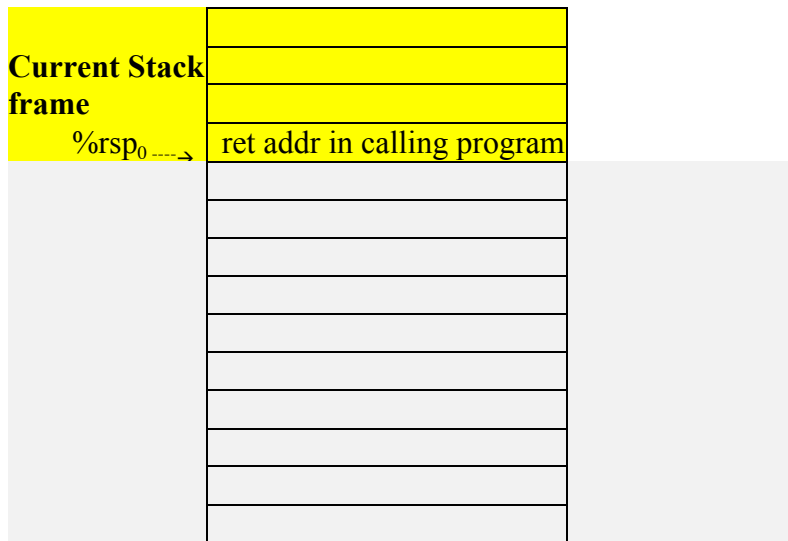 Current Stack
frame
%rsp₀ ----→ ret addr in calling program